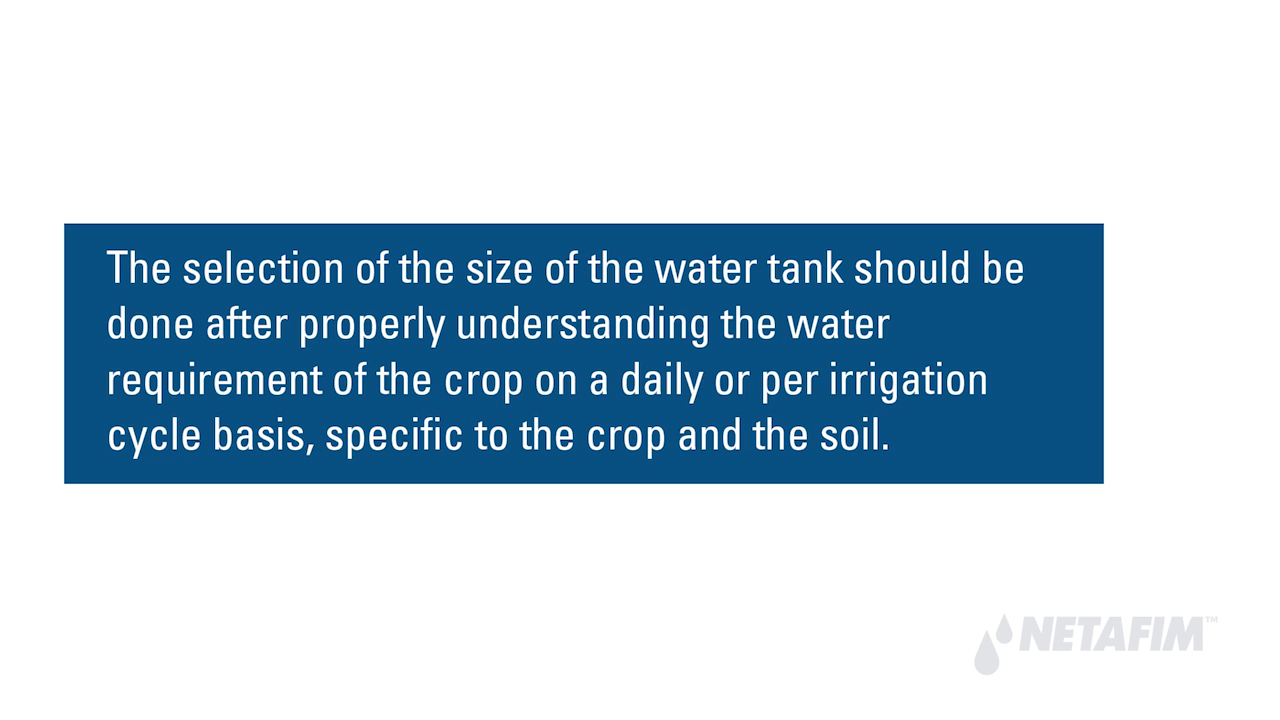 The selection of the size of the water tank should be
done after properly understanding the water
requirement of the crop on a daily or per irrigation
cycle basis, specific to the crop and the soil.
NETAFIM™